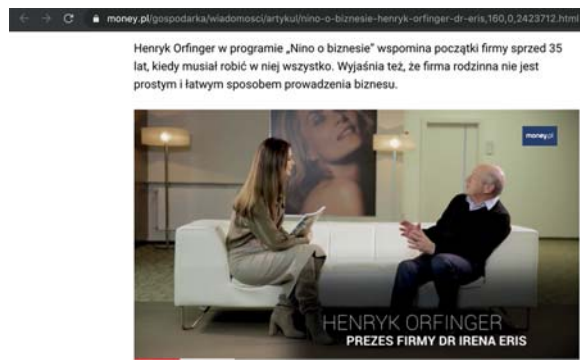 money.pl/gospodarka/wiadomosci/artykul/nino-o-biznesie-henryk-orfinger-dr-eris,160,0,2423712.html
Henryk Orfinger w programie „Nino o biznesie” wspomina początki firmy sprzed 35
lat, kiedy musiał robić w niej wszystko. Wyjaśnia też, że firma rodzinna nie jest
prostym i łatwym sposobem prowadzenia biznesu.
money.pl
HENRYK ORFINGER
PREZES FIRMY DR IRENA ERIS